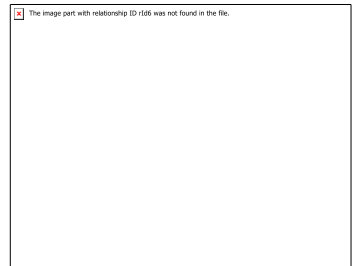 The image part with relationship ID rId6 was not found in the file.